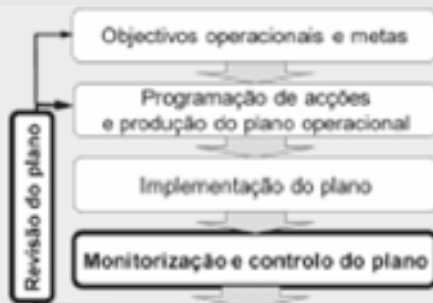 Objectivos operacionais e metas
Programação de acções
e produção do plano operacional
Implementação do plano
Monitorização e controlo do plano
Revisão do plano